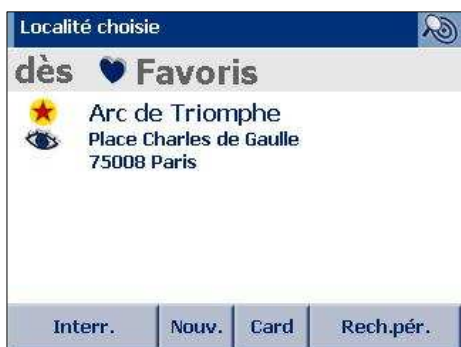 Localité choisie
dès Favoris
Arc de Triomphe
Place Charles de Gaulle
75008 Paris
Interr. Nouv. Card Rech.pér.